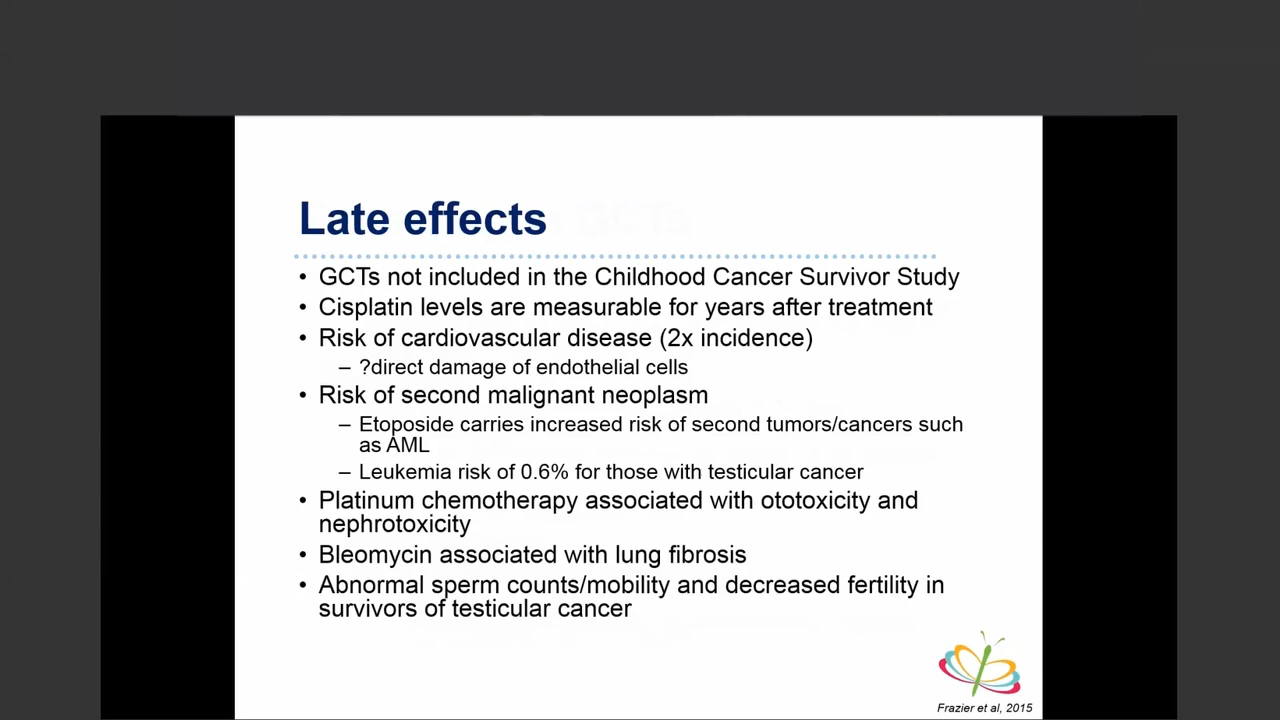 Late effects
• GCTs not included in the Childhood Cancer Survivor Study
• Cisplatin levels are measurable for years after treatment
• Risk of cardiovascular disease (2x incidence)
– ?direct damage of endothelial cells
• Risk of second malignant neoplasm
– Etoposide carries increased risk of second tumors/cancers such
as AML
– Leukemia risk of 0.6% for those with testicular cancer
• Platinum chemotherapy associated with ototoxicity and
nephrotoxicity
• Bleomycin associated with lung fibrosis
• Abnormal sperm counts/mobility and decreased fertility in
survivors of testicular cancer
Frazier et al, 2015